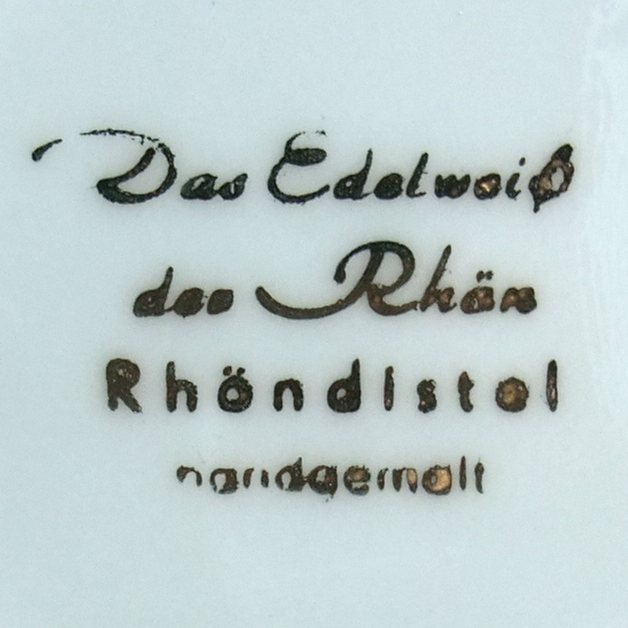 Das Edelweiß
der Rhön
Rhöndistel
handgemalt